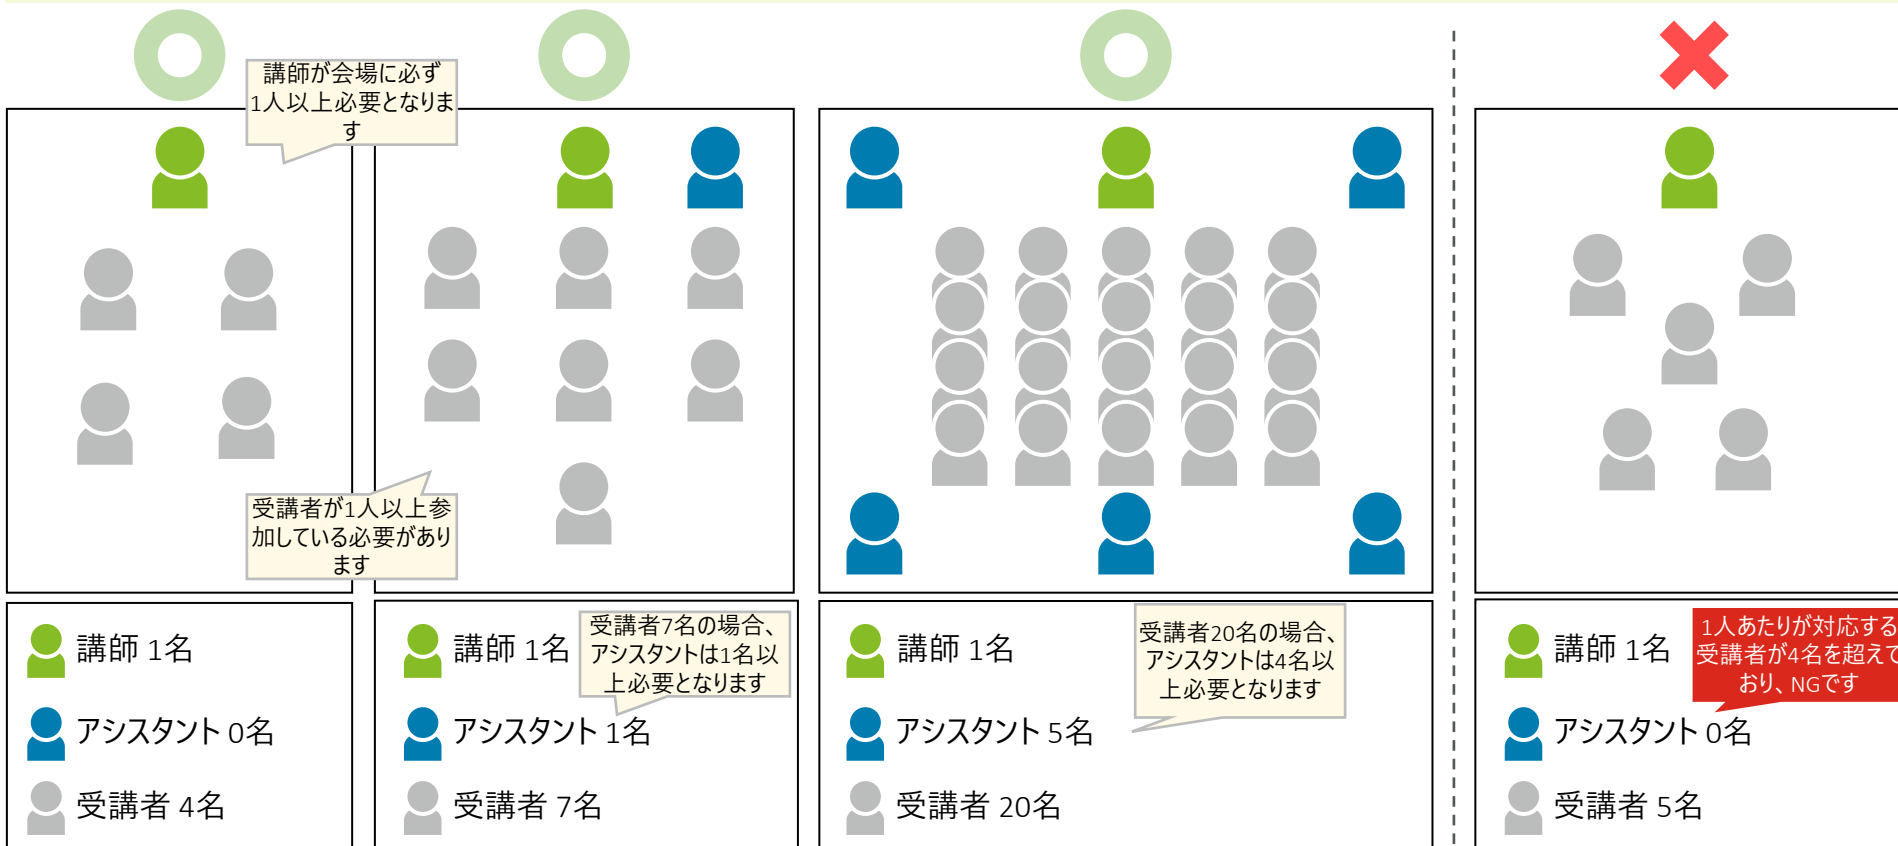 講師が会場に必ず
1人以上必要となりま
す
受講者が1人以上参
加している必要があり
ます
講師 1名
アシスタント 0名
受講者 4名
講師 1名
受講者7名の場合、
アシスタントは1名以
上必要となります
アシスタント 1名
受講者 7名
講師 1名
受講者20名の場合、
アシスタントは4名以
上必要となります
アシスタント 5名
受講者 20名
講師 1名
1人あたりが対応する
受講者が4名を超えて
おり、NGです
アシスタント 0名
受講者 5名